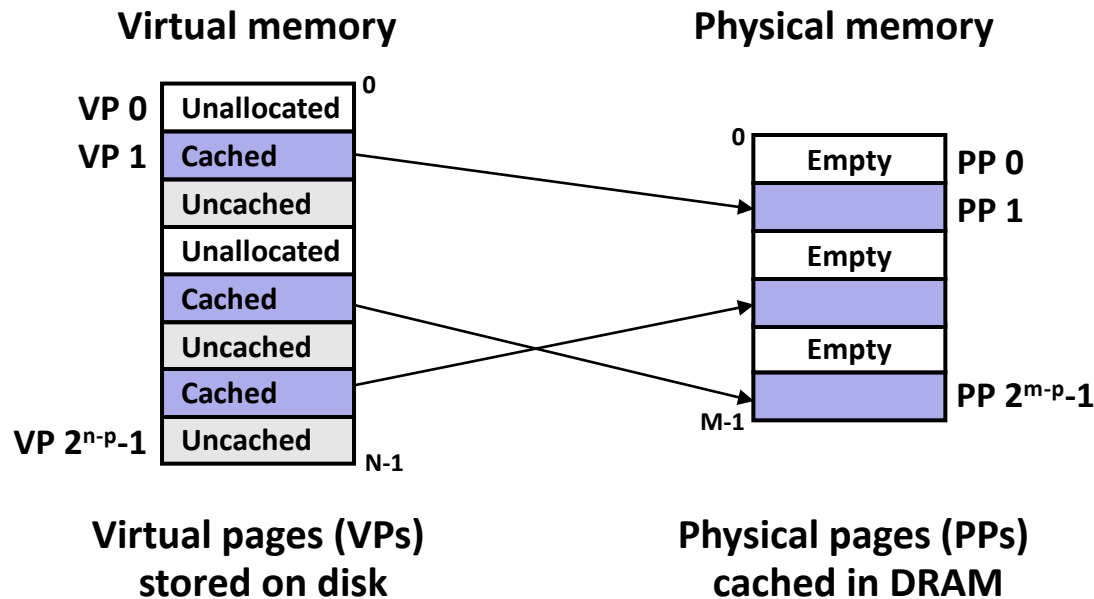 Virtual memory
Physical memory
0
VP 0
Unallocated
VP 1
Cached
Uncached
Unallocated
Cached
Uncached
Cached
VP 2ⁿ⁻ᵖ-1
Uncached
N-1
0
Empty
PP 0
PP 1
Empty
Empty
PP 2ᵐ⁻ᵖ-1
M-1
Virtual pages (VPs)
stored on disk
Physical pages (PPs)
cached in DRAM